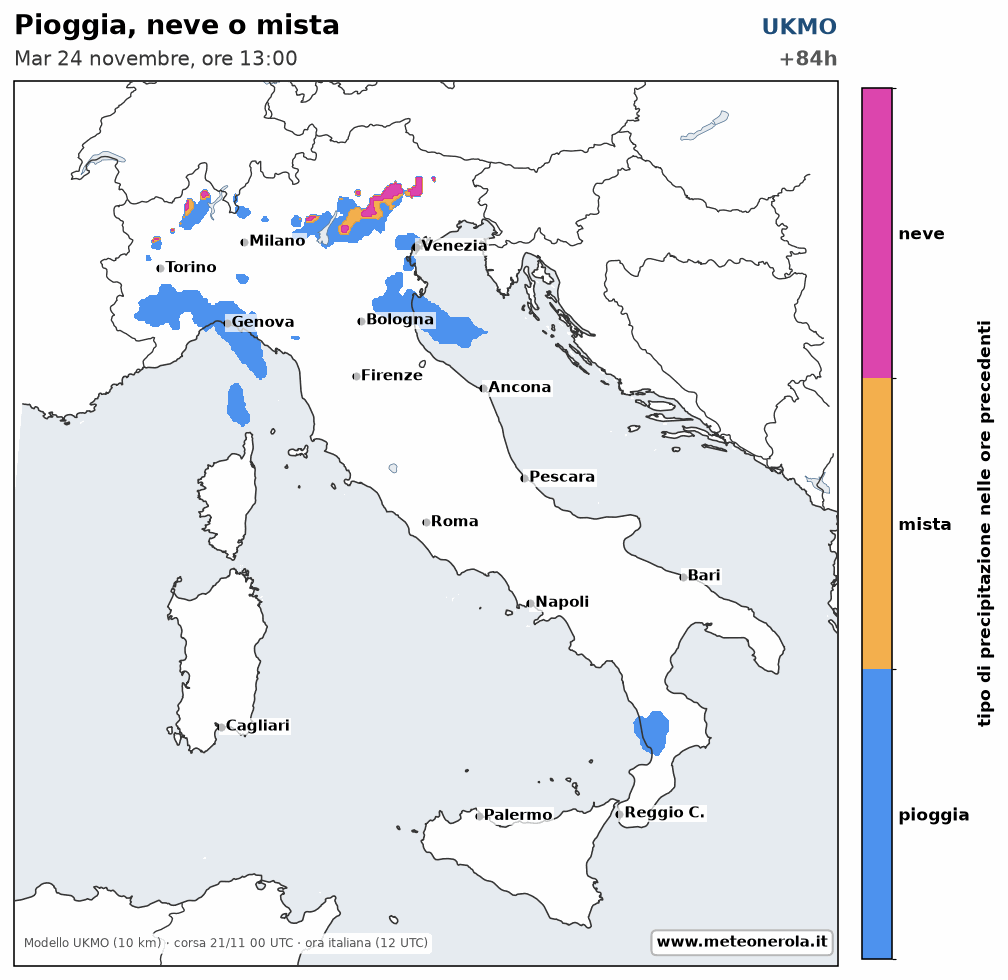 Pioggia, neve o mista
UKMO
Mar 24 novembre, ore 13:00
+84h
neve
Milano
Venezia
Torino
Genova
Bologna
Firenze
Ancona
Pescara
mista
Roma
Bari
Napoli
tipo di precipitazione nelle ore precedenti
Cagliari
Palermo
Reggio C.
pioggia
Modello UKMO (10 km) · corsa 21/11 00 UTC · ora italiana (12 UTC)
www.meteonerola.it